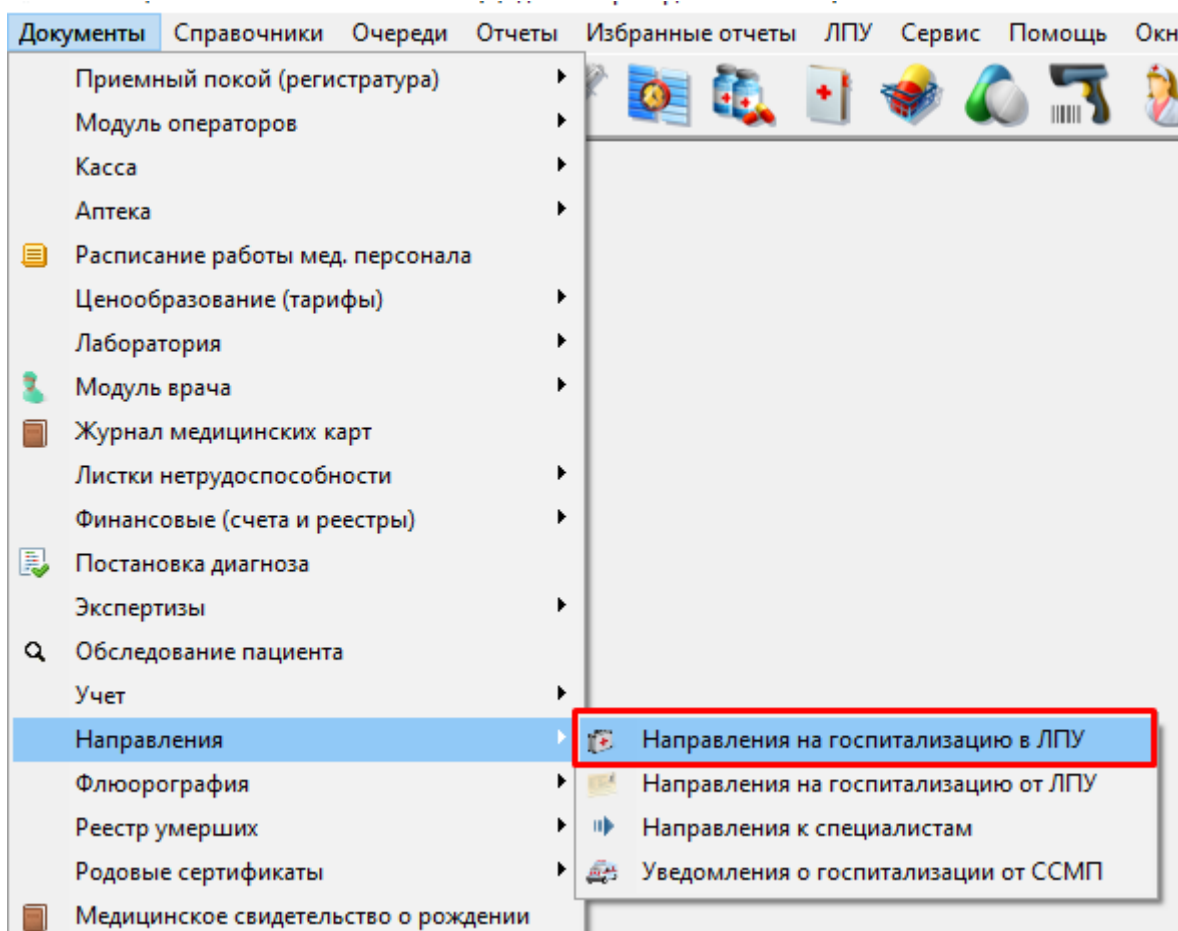 Документы Справочники Очереди Отчеты Избранные отчеты ЛПУ Сервис Помощь
Приемный покой (регистратура)
Модуль операторов
Касса
Аптека
Расписание работы мед. персонала
Ценообразование (тарифы)
Лаборатория
Модуль врача
Журнал медицинских карт
Листки нетрудоспособности
Финансовые (счета и реестры)
Постановка диагноза
Экспертизы
Обследование пациента
Учет
Направления
Флюорография
Реестр умерших
Родовые сертификаты
Медицинское свидетельство о рождении
Направления на госпитализацию в ЛПУ
Направления на госпитализацию от ЛПУ
Направления к специалистам
Уведомления о госпитализации от ССМП